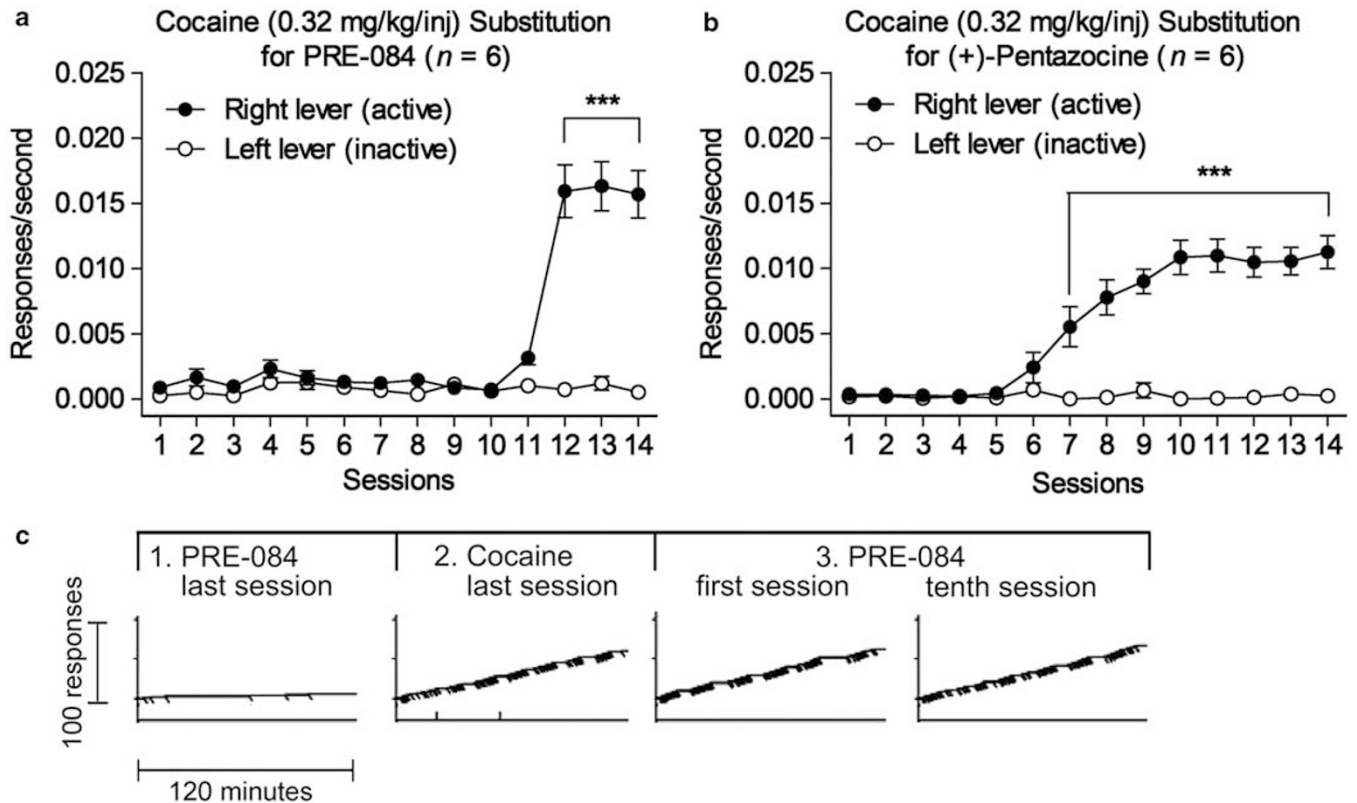 a
Cocaine (0.32 mg/kg/inj) Substitution
for PRE-084 (n = 6)
0.025
0.020
0.015
0.010
0.005
0.000
Responses/second
Right lever (active)
Left lever (inactive)
***
1 2 3 4 5 6 7 8 9 10 11 12 13 14
Sessions
b
Cocaine (0.32 mg/kg/inj) Substitution
for (+)-Pentazocine (n = 6)
0.025
0.020
0.015
0.010
0.005
0.000
Responses/second
Right lever (active)
Left lever (inactive)
***
1 2 3 4 5 6 7 8 9 10 11 12 13 14
Sessions
c
1. PRE-084
last session
2. Cocaine
last session
3. PRE-084
first session
tenth session
100 responses
120 minutes